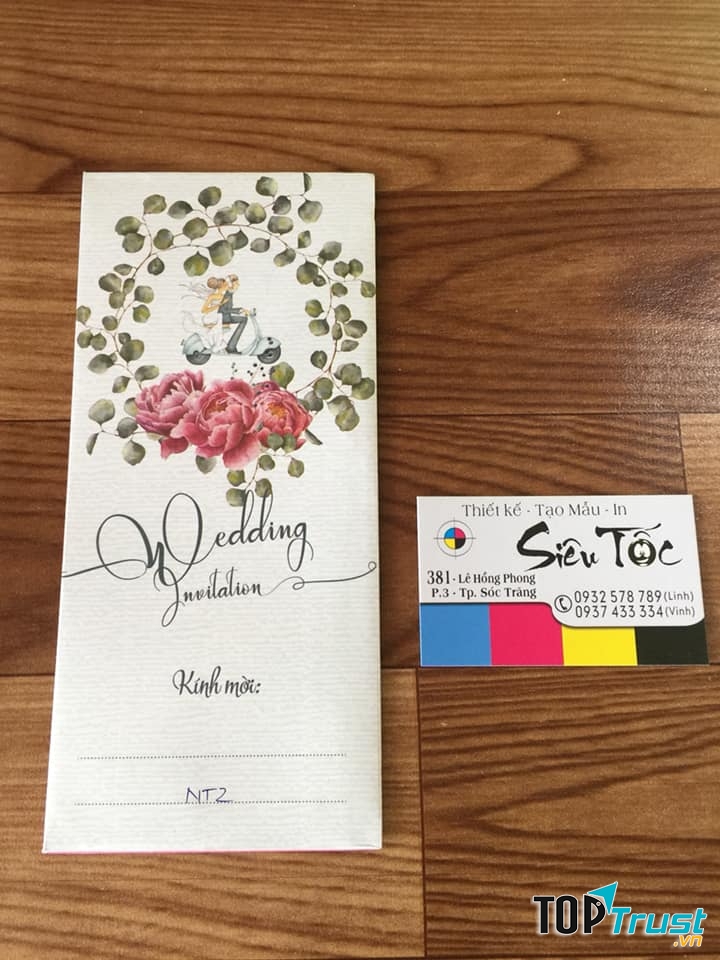 Wedding
Invitation
Kính mời:
NT2
Thiết kế - Tạo Mẫu - In
Siêu Tốc
381 - Lê Hồng Phong
P.3 - Tp. Sóc Trăng
0932 578 789 (Linh)
0937 433 334 (Vinh)
TOPTrust
.vn